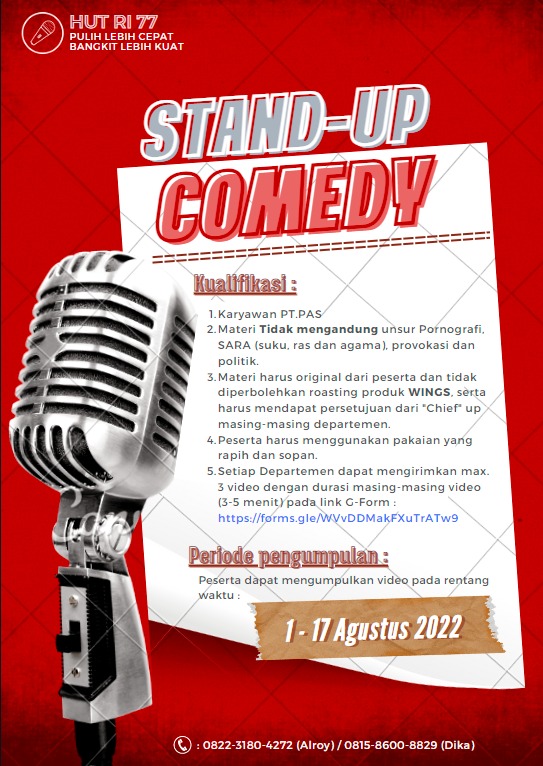 HUT RI 77
PULIH LEBIH CEPAT
BANGKIT LEBIH KUAT
STAND-UP
COMEDY
Kualifikasi :
1. Karyawan PT.PAS
2. Materi Tidak mengandung unsur Pornografi,
SARA (suku, ras dan agama), provokasi dan
politik.
3. Materi harus original dari peserta dan tidak
diperbolehkan roasting produk WINGS, serta
harus mendapat persetujuan dari "Chief" up
masing-masing departemen.
4. Peserta harus menggunakan pakaian yang
rapih dan sopan.
5. Setiap Departemen dapat mengirimkan max.
3 video dengan durasi masing-masing video
(3-5 menit) pada link G-Form :
https://forms.gle/WVvDDMakFXuTrATw9
Periode pengumpulan :
Peserta dapat mengumpulkan video pada rentang
waktu :
1 - 17 Agustus 2022
: 0822-3180-4272 (Alroy) / 0815-8600-8829 (Dika)